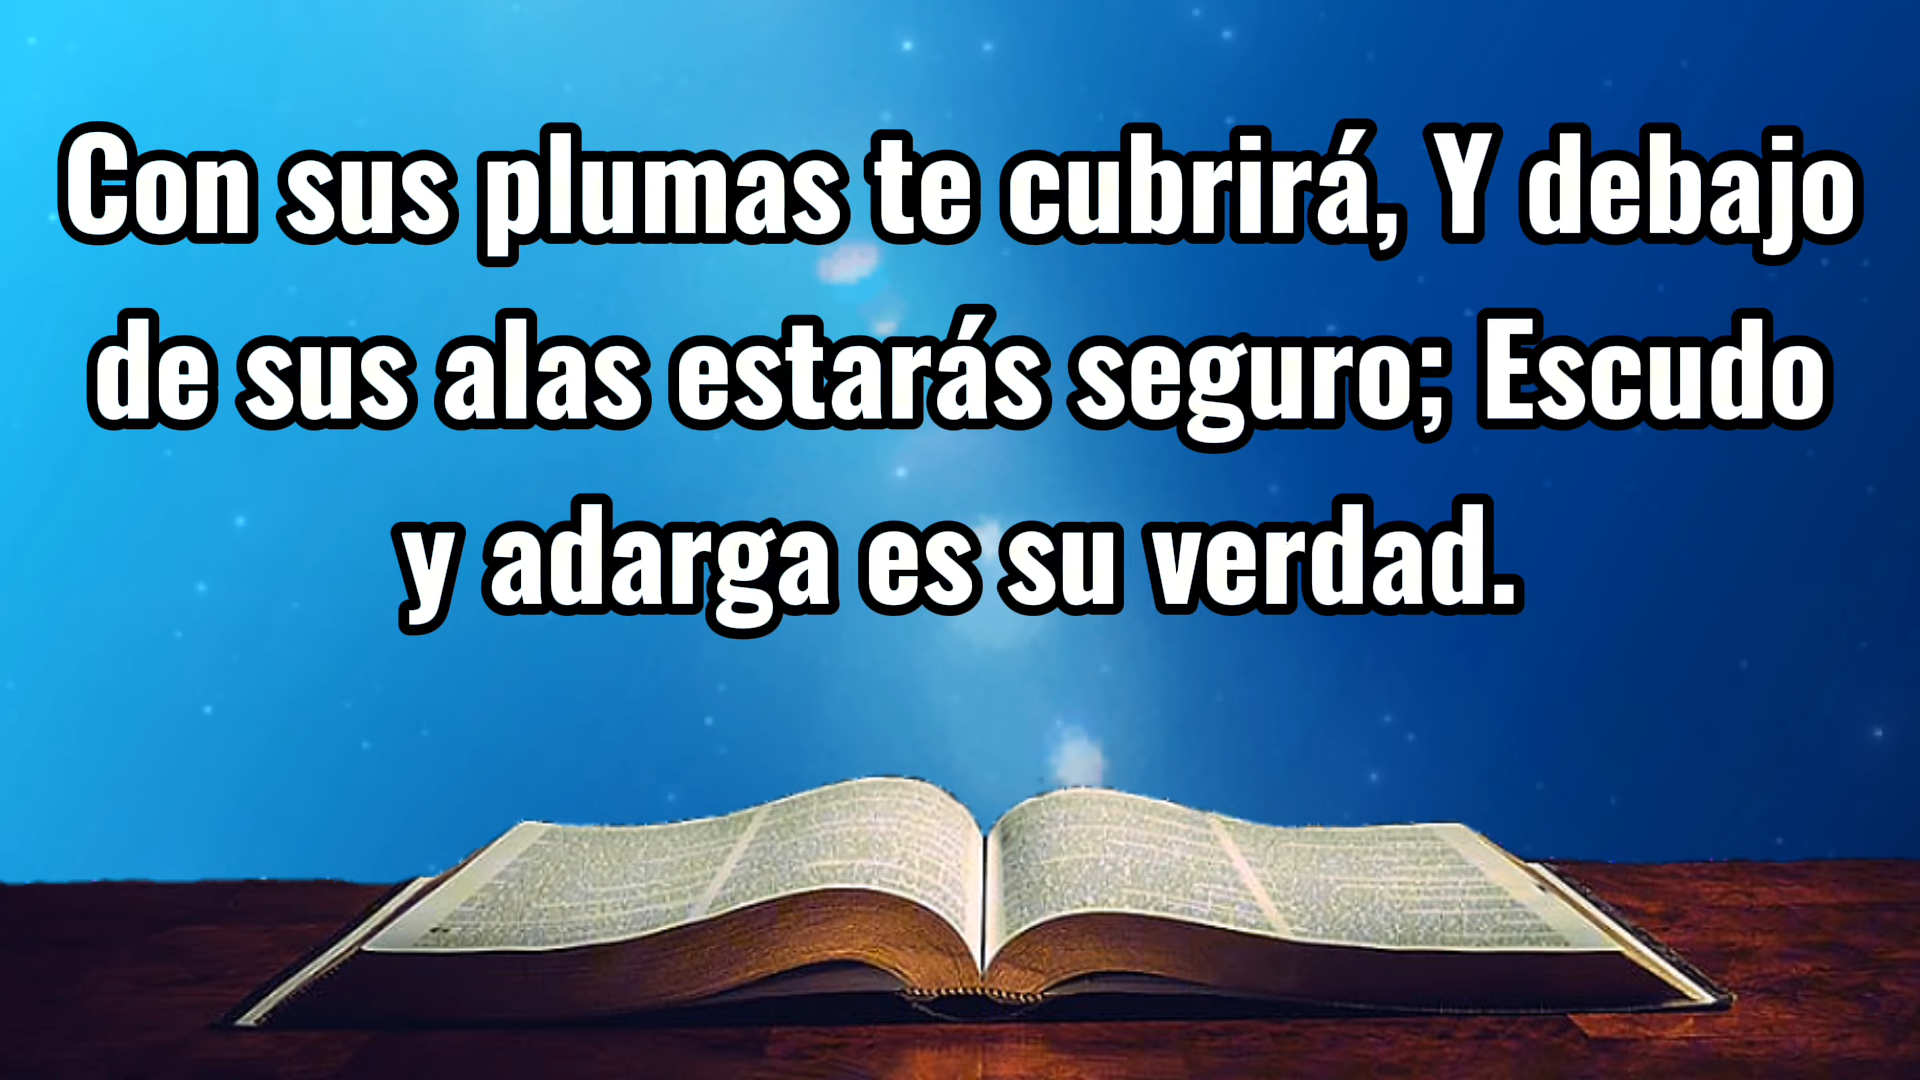 Con sus plumas te cubrirá, Y debajo
de sus alas estarás seguro; Escudo
y adarga es su verdad.